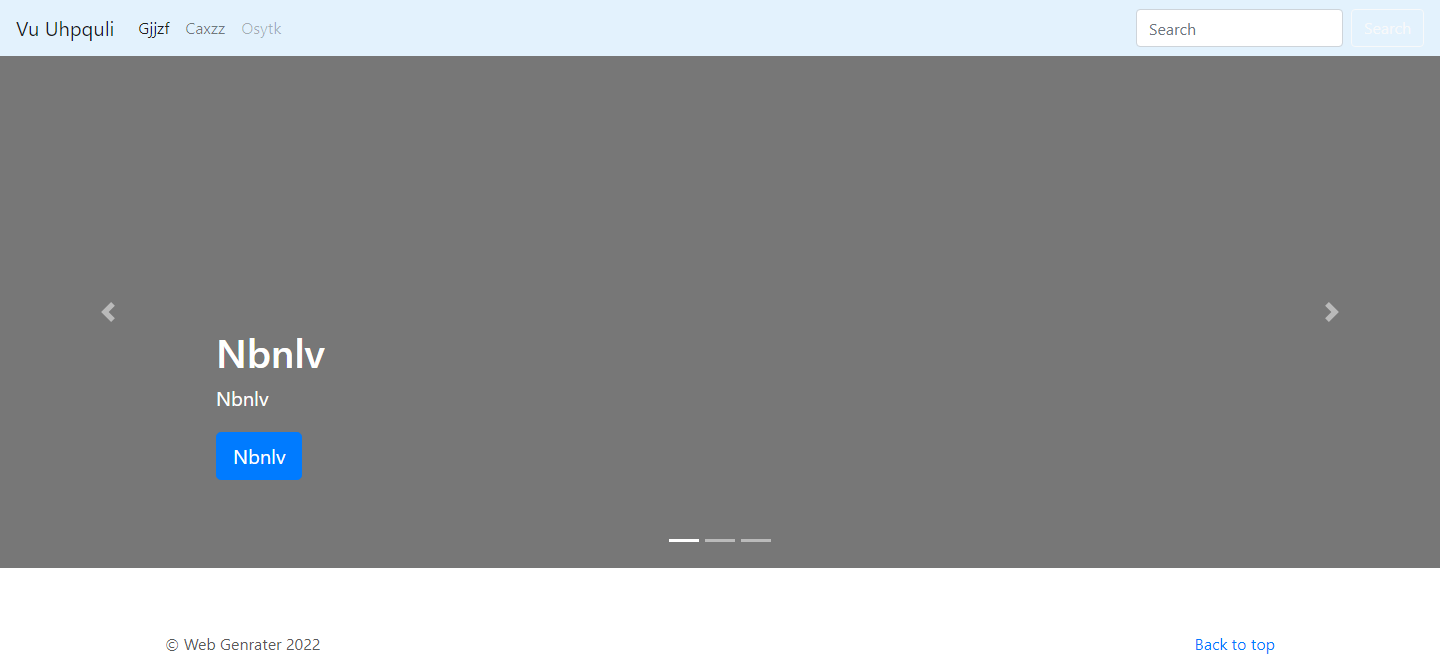 Vu Uhpquli Gjjzf Caxzz Osytk Search Search
Nbnlv
Nbnlv
Nbnlv
© Web Genrater 2022 Back to top